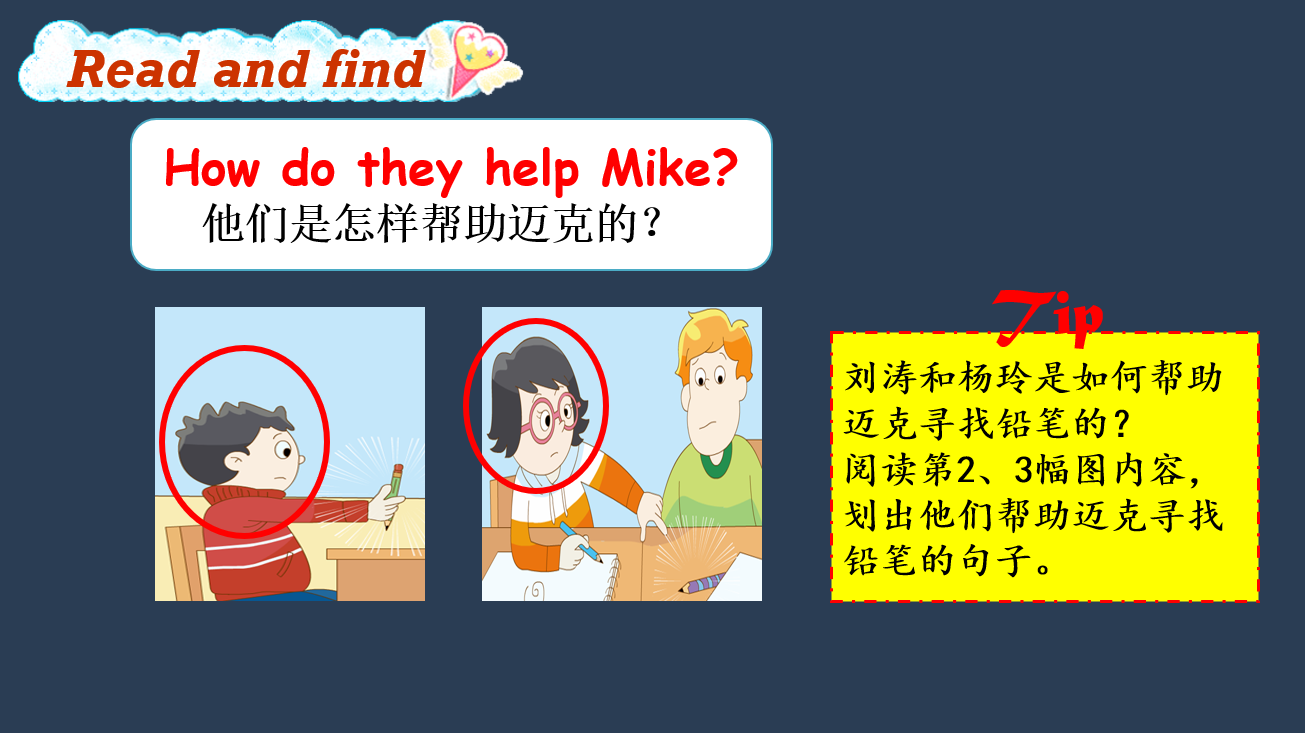 Read and find
How do they help Mike?
他们是怎样帮助迈克的？
Tip
刘涛和杨玲是如何帮助
迈克寻找铅笔的？
阅读第2、3幅图内容，
划出他们帮助迈克寻找
铅笔的句子。